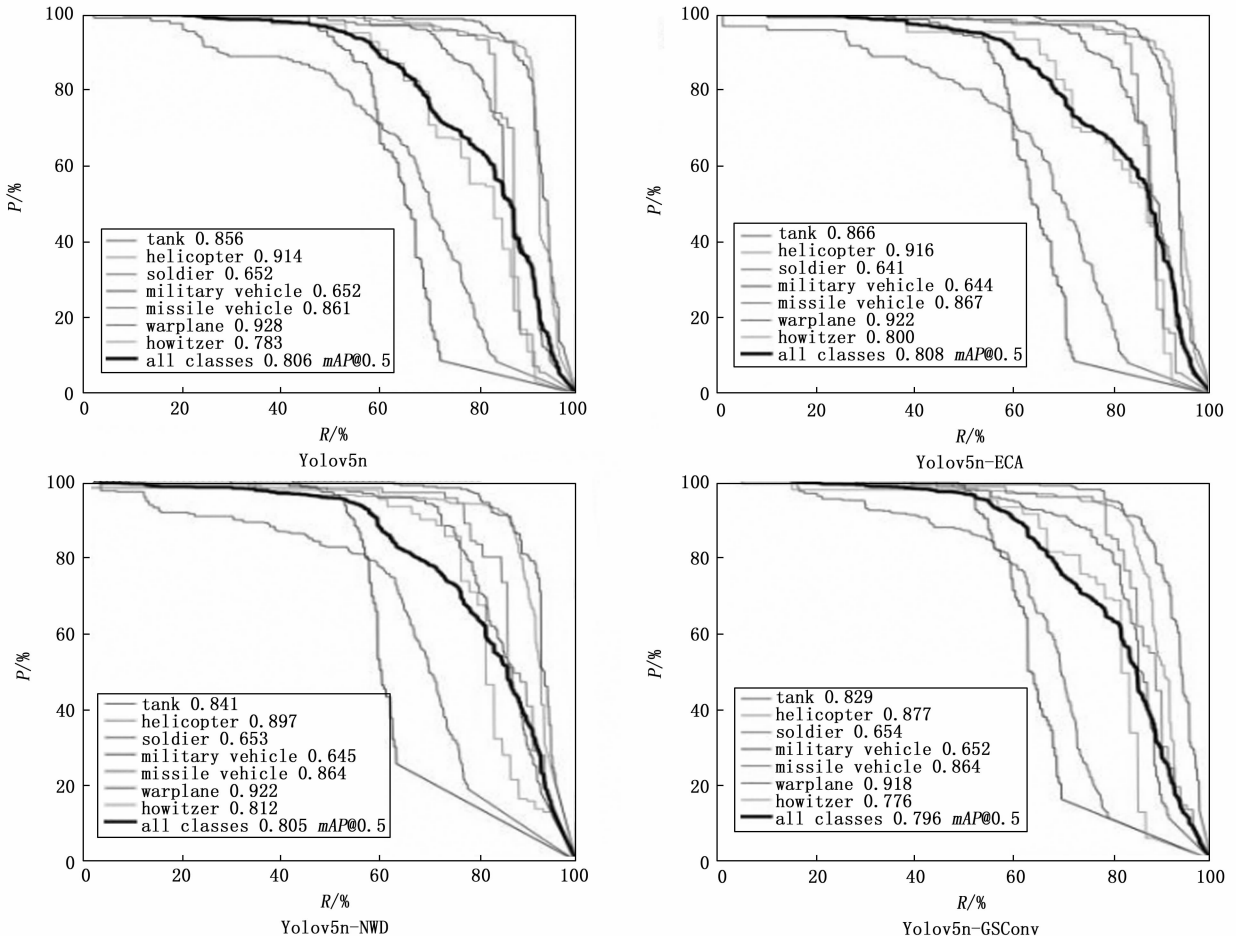 100
80
60
40
20
0
P/%
tank 0.856
helicopter 0.914
soldier 0.652
military vehicle 0.652
missile vehicle 0.861
warplane 0.928
howitzer 0.783
all classes 0.806 mAP@0.5
0 20 40 60 80 100
R/%
Yolov5n
100
80
60
40
20
0
P/%
tank 0.866
helicopter 0.916
soldier 0.641
military vehicle 0.644
missile vehicle 0.867
warplane 0.922
howitzer 0.800
all classes 0.808 mAP@0.5
0 20 40 60 80 100
R/%
Yolov5n-ECA
100
80
60
40
20
0
P/%
tank 0.841
helicopter 0.897
soldier 0.653
military vehicle 0.645
missile vehicle 0.864
warplane 0.922
howitzer 0.812
all classes 0.805 mAP@0.5
0 20 40 60 80 100
R/%
Yolov5n-NWD
100
80
60
40
20
0
P/%
tank 0.829
helicopter 0.877
soldier 0.654
military vehicle 0.652
missile vehicle 0.864
warplane 0.918
howitzer 0.776
all classes 0.796 mAP@0.5
0 20 40 60 80 100
R/%
Yolov5n-GSConv